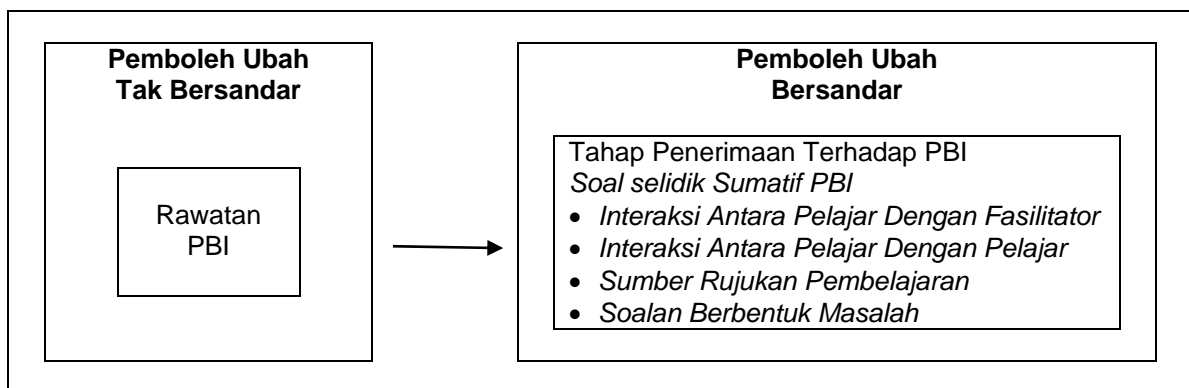 Pemboleh Ubah
Tak Bersandar
Rawatan
PBI
Pemboleh Ubah
Bersandar
Tahap Penerimaan Terhadap PBI
Soal selidik Sumatif PBI
• Interaksi Antara Pelajar Dengan Fasilitator
• Interaksi Antara Pelajar Dengan Pelajar
• Sumber Rujukan Pembelajaran
• Soalan Berbentuk Masalah